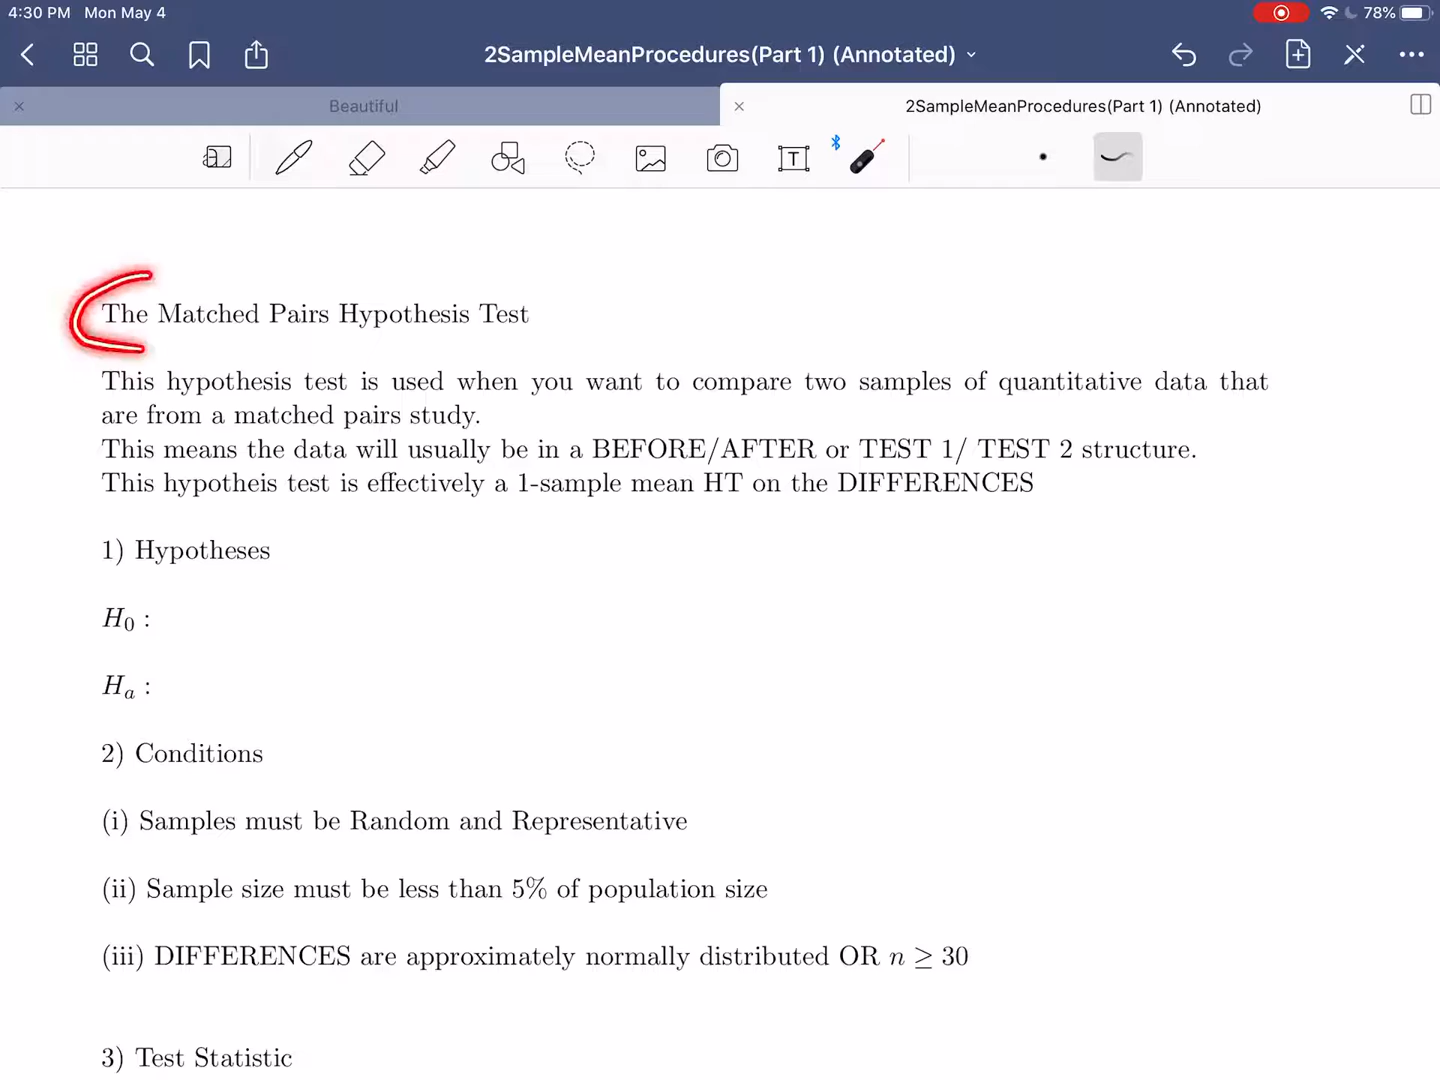 4:30 PM Mon May 4
78%
2SampleMeanProcedures(Part 1) (Annotated)
Beautiful
2SampleMeanProcedures(Part 1) (Annotated)
The Matched Pairs Hypothesis Test
This hypothesis test is used when you want to compare two samples of quantitative data that
are from a matched pairs study.
This means the data will usually be in a BEFORE/AFTER or TEST 1/ TEST 2 structure.
This hypotheis test is effectively a 1-sample mean HT on the DIFFERENCES
1) Hypotheses
H₀ :
Hₐ :
2) Conditions
(i) Samples must be Random and Representative
(ii) Sample size must be less than 5% of population size
(iii) DIFFERENCES are approximately normally distributed OR n ≥ 30
3) Test Statistic